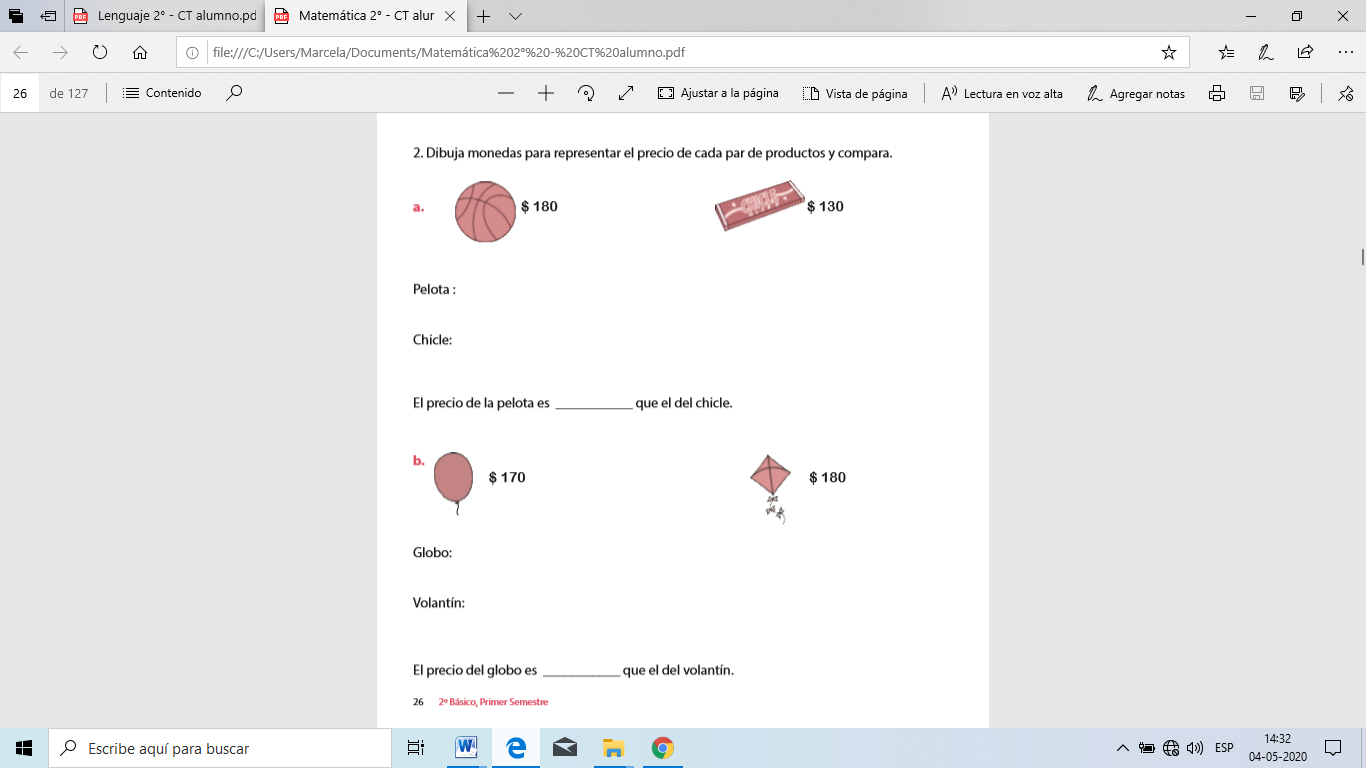 Lenguaje 2° - CT alumno.pd
Matemática 2° - CT alur
file:///C:/Users/Marcela/Documents/Matemática%202°%20-%20CT%20alumno.pdf
26 de 127 Contenido Ajustar a la página Vista de página Lectura en voz alta Agregar notas
2. Dibuja monedas para representar el precio de cada par de productos y compara.
a. $ 180 CHICLE $ 130
Pelota :
Chicle:
El precio de la pelota es ___________ que el del chicle.
b. $ 170 $ 180
Globo:
Volantín:
El precio del globo es ___________ que el del volantín.
26 2º Básico, Primer Semestre
Escribe aquí para buscar
ESP
14:32
04-05-2020